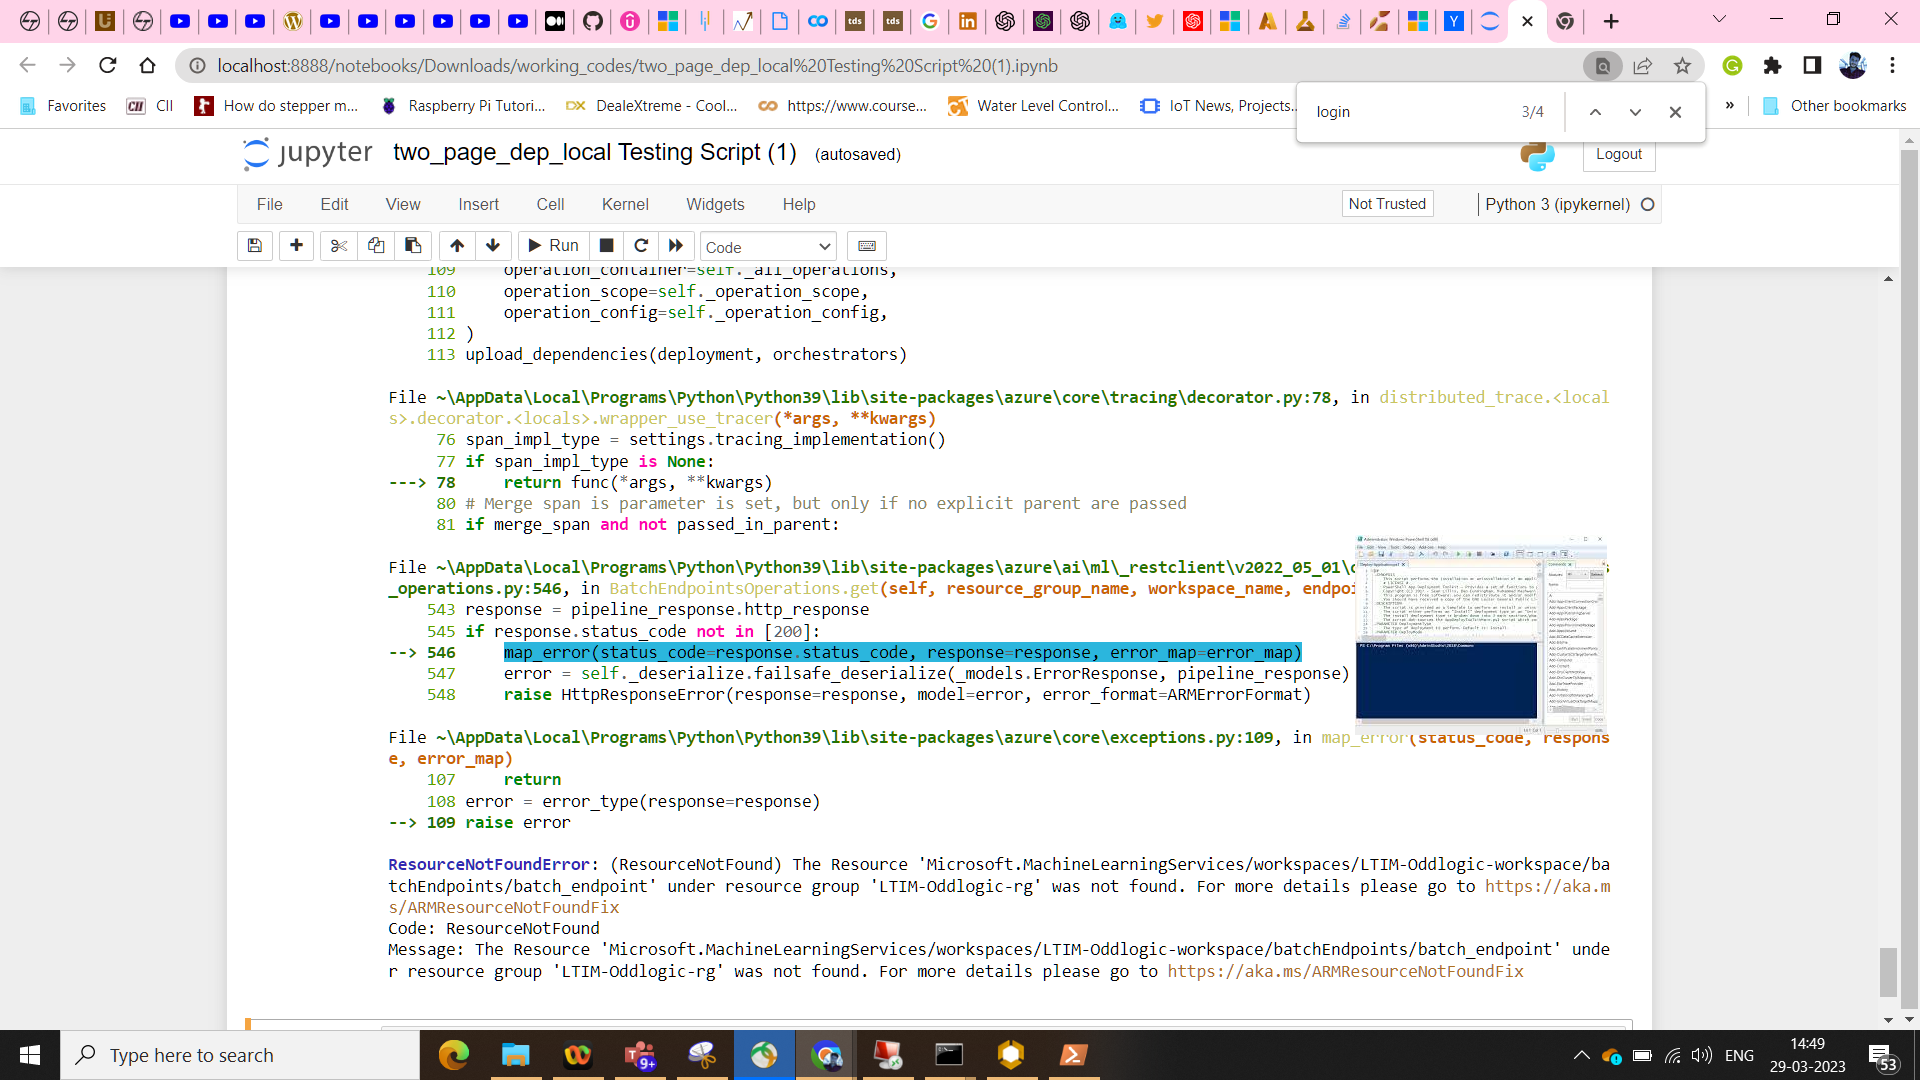 localhost:8888/notebooks/Downloads/working_codes/two_page_dep_local%20Testing%20Script%20(1).ipynb
Favorites CII How do stepper m... Raspberry Pi Tutori... DealeXtreme - Cool... https://www.course... Water Level Control... IoT News, Projects... » Other bookmarks
login 3/4
jupyter two_page_dep_local Testing Script (1) (autosaved) Logout
File Edit View Insert Cell Kernel Widgets Help Not Trusted Python 3 (ipykernel)
Run Code
109 operation_container=self._all_operations,
110 operation_scope=self._operation_scope,
111 operation_config=self._operation_config,
112 )
113 upload_dependencies(deployment, orchestrators)
File ~\AppData\Local\Programs\Python\Python39\lib\site-packages\azure\core\tracing\decorator.py:78, in distributed_trace.<local
s>.decorator.<locals>.wrapper_use_tracer(*args, **kwargs)
76 span_impl_type = settings.tracing_implementation()
77 if span_impl_type is None:
---> 78 return func(*args, **kwargs)
80 # Merge span is parameter is set, but only if no explicit parent are passed
81 if merge_span and not passed_in_parent:
File ~\AppData\Local\Programs\Python\Python39\lib\site-packages\azure\ai\ml\_restclient\v2022_05_01\
_operations.py:546, in BatchEndpointsOperations.get(self, resource_group_name, workspace_name, endpoi
543 response = pipeline_response.http_response
545 if response.status_code not in [200]:
--> 546 map_error(status_code=response.status_code, response=response, error_map=error_map)
547 error = self._deserialize.failsafe_deserialize(_models.ErrorResponse, pipeline_response)
548 raise HttpResponseError(response=response, model=error, error_format=ARMErrorFormat)
File ~\AppData\Local\Programs\Python\Python39\lib\site-packages\azure\core\exceptions.py:109, in map_error(status_code, respons
e, error_map)
107 return
108 error = error_type(response=response)
--> 109 raise error
ResourceNotFoundError: (ResourceNotFound) The Resource 'Microsoft.MachineLearningServices/workspaces/LTIM-Oddlogic-workspace/ba
tchEndpoints/batch_endpoint' under resource group 'LTIM-Oddlogic-rg' was not found. For more details please go to https://aka.m
s/ARMResourceNotFoundFix
Code: ResourceNotFound
Message: The Resource 'Microsoft.MachineLearningServices/workspaces/LTIM-Oddlogic-workspace/batchEndpoints/batch_endpoint' unde
r resource group 'LTIM-Oddlogic-rg' was not found. For more details please go to https://aka.ms/ARMResourceNotFoundFix
Type here to search
ENG
14:49
29-03-2023
53